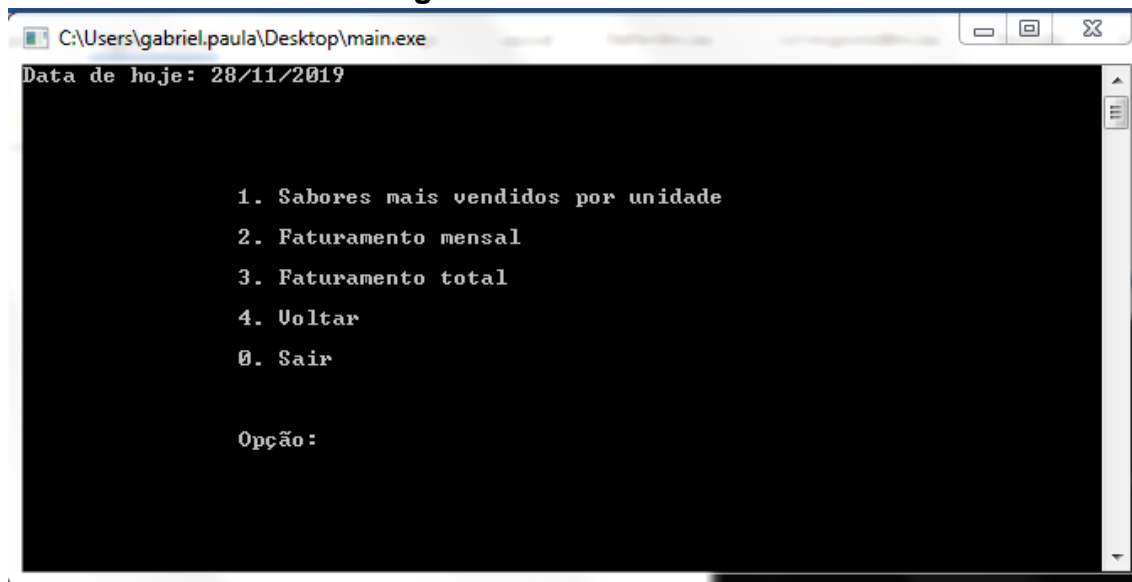 C:\Users\gabriel.paula\Desktop\main.exe
Data de hoje: 28/11/2019
1. Sabores mais vendidos por unidade
2. Faturamento mensal
3. Faturamento total
4. Voltar
0. Sair
Opção: